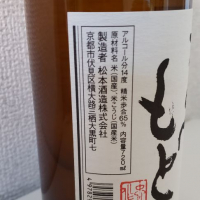 アルコール分14度 精米歩合65%
原材料名 米(国産)、米こうじ(国産米)
内容量720ml
製造者 松本酒造株式会社
京都市伏見区横大路三栖大黒町七
もと